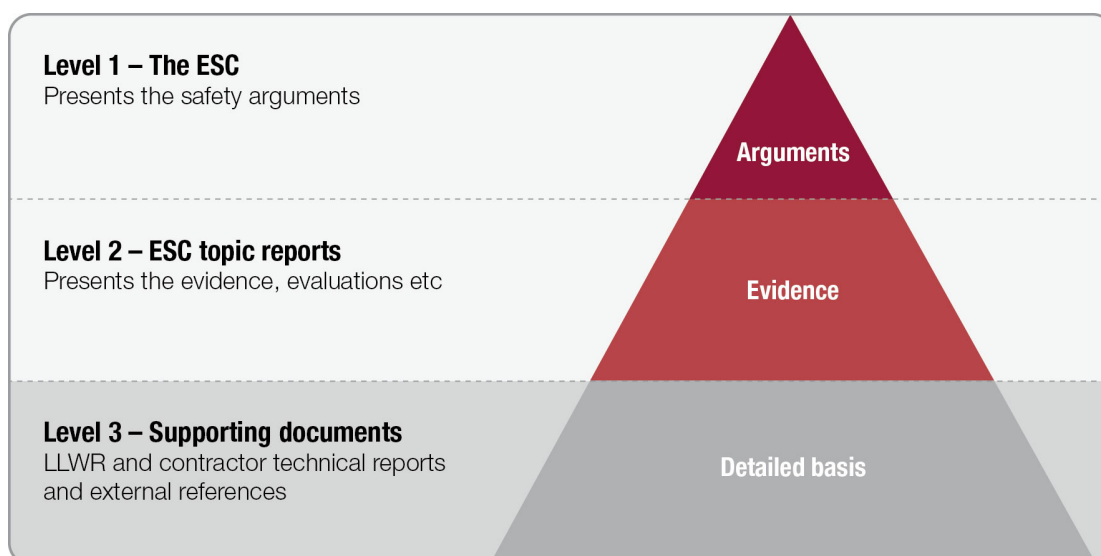 Level 1 – The ESC
Presents the safety arguments
Arguments
Level 2 – ESC topic reports
Presents the evidence, evaluations etc
Evidence
Level 3 – Supporting documents
LLWR and contractor technical reports
and external references
Detailed basis